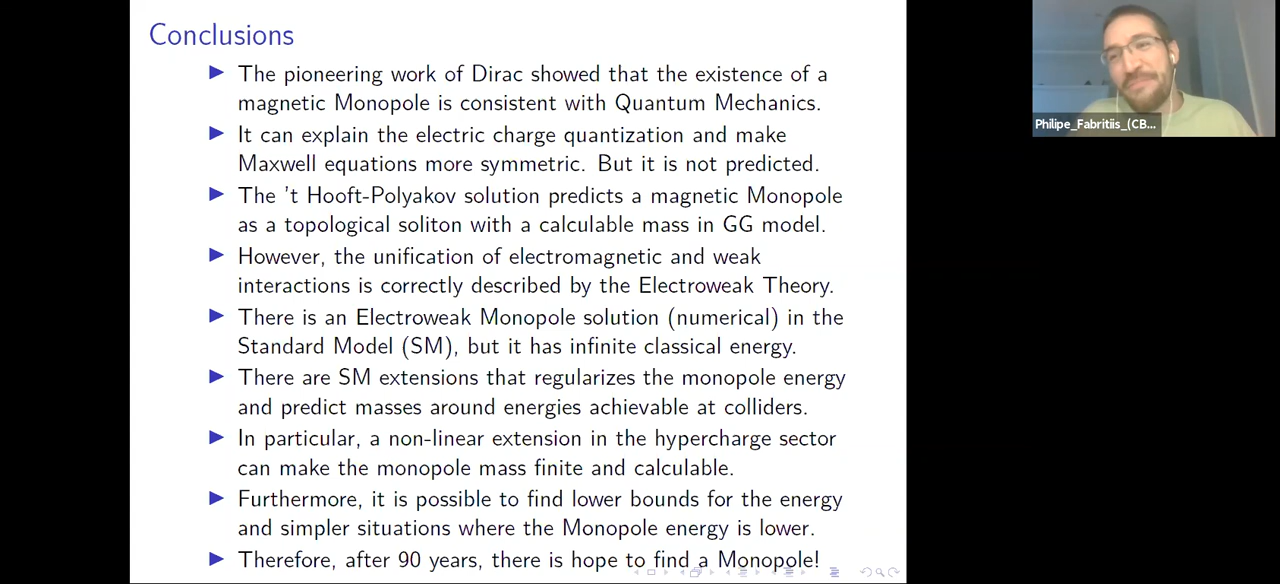 Conclusions
The pioneering work of Dirac showed that the existence of a
magnetic Monopole is consistent with Quantum Mechanics.
It can explain the electric charge quantization and make
Maxwell equations more symmetric. But it is not predicted.
The 't Hooft-Polyakov solution predicts a magnetic Monopole
as a topological soliton with a calculable mass in GG model.
However, the unification of electromagnetic and weak
interactions is correctly described by the Electroweak Theory.
There is an Electroweak Monopole solution (numerical) in the
Standard Model (SM), but it has infinite classical energy.
There are SM extensions that regularizes the monopole energy
and predict masses around energies achievable at colliders.
In particular, a non-linear extension in the hypercharge sector
can make the monopole mass finite and calculable.
Furthermore, it is possible to find lower bounds for the energy
and simpler situations where the Monopole energy is lower.
Therefore, after 90 years, there is hope to find a Monopole!
Philipe_Fabritiis_(CB...